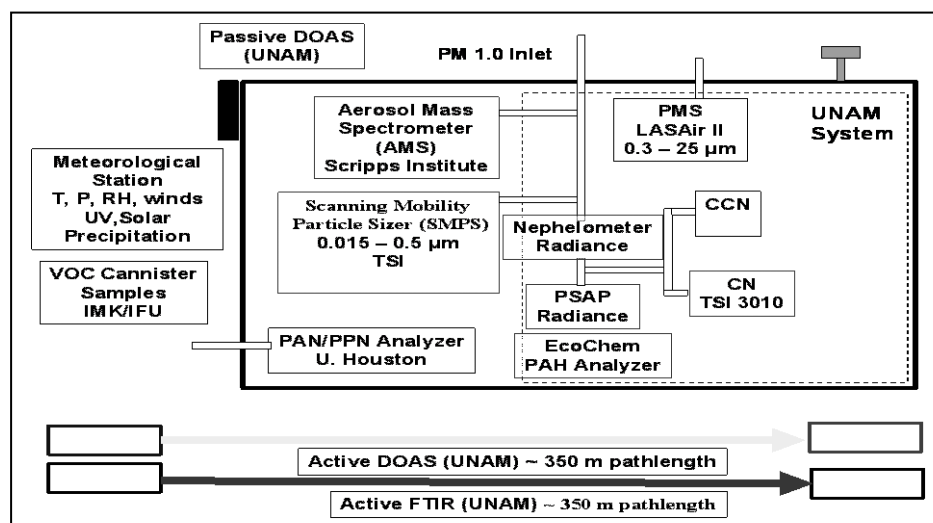 Passive DOAS
(UNAM)
PM 1.0 Inlet
Aerosol Mass
Spectrometer
(AMS)
Scripps Institute
PMS
LASAir II
0.3 – 25 µm
UNAM
System
Meteorological
Station
T, P, RH, winds
UV,Solar
Precipitation
Scanning Mobility
Particle Sizer (SMPS)
0.015 – 0.5 µm
TSI
Nephelometer
Radiance
CCN
VOC Cannister
Samples
IMK/IFU
PSAP
Radiance
CN
TSI 3010
PAN/PPN Analyzer
U. Houston
EcoChem
PAH Analyzer
Active DOAS (UNAM) ~ 350 m pathlength
Active FTIR (UNAM) ~ 350 m pathlength